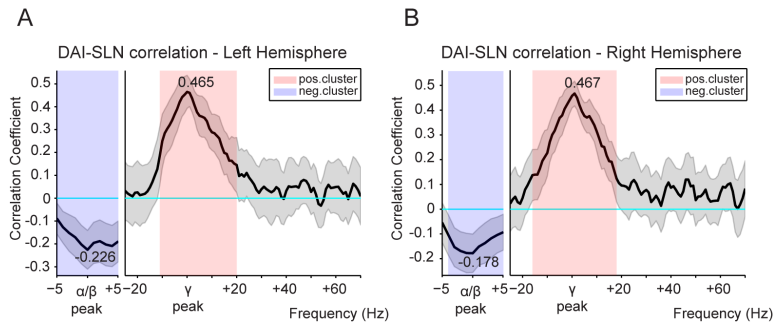 A
DAI-SLN correlation - Left Hemisphere
Correlation Coefficient
0.5
0.4
0.3
0.2
0.1
0
-0.1
-0.2
-0.3
0.465
-0.226
pos.cluster
neg.cluster
−5 α/β +5
peak
−20 γ +20 +40 +60
peak
Frequency (Hz)
B
DAI-SLN correlation - Right Hemisphere
Correlation Coefficient
0.5
0.4
0.3
0.2
0.1
0
-0.1
-0.2
0.467
-0.178
pos.cluster
neg.cluster
−5 α/β +5
peak
−20 γ +20 +40 +60
peak
Frequency (Hz)